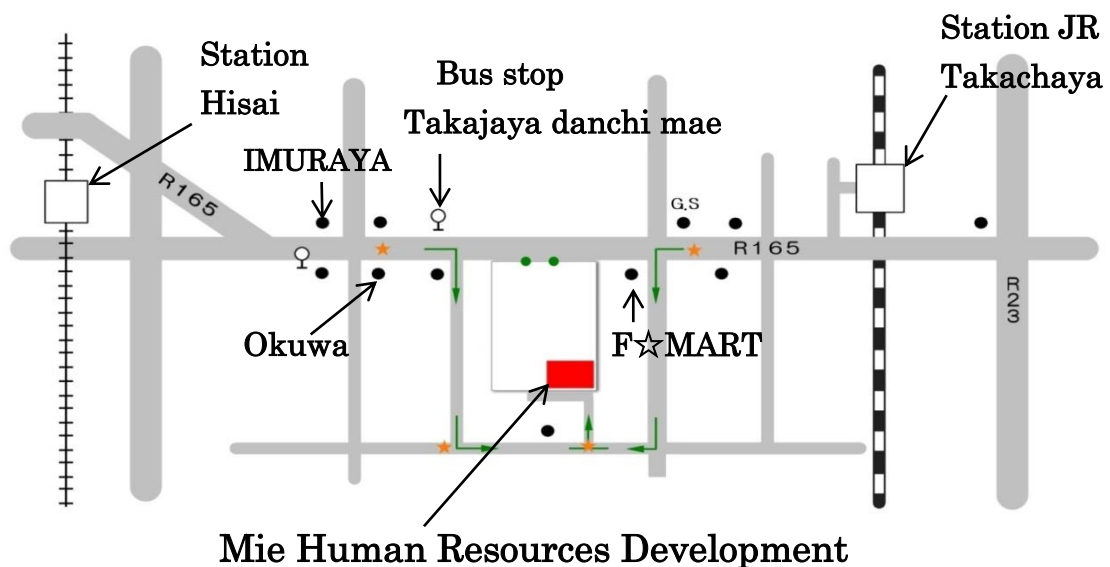 Station JR
Takachaya
Station
Hisai
Bus stop
Takajaya danchi mae
IMURAYA
R165
G.S
R165
R23
Okuwa
F☆MART
Mie Human Resources Development